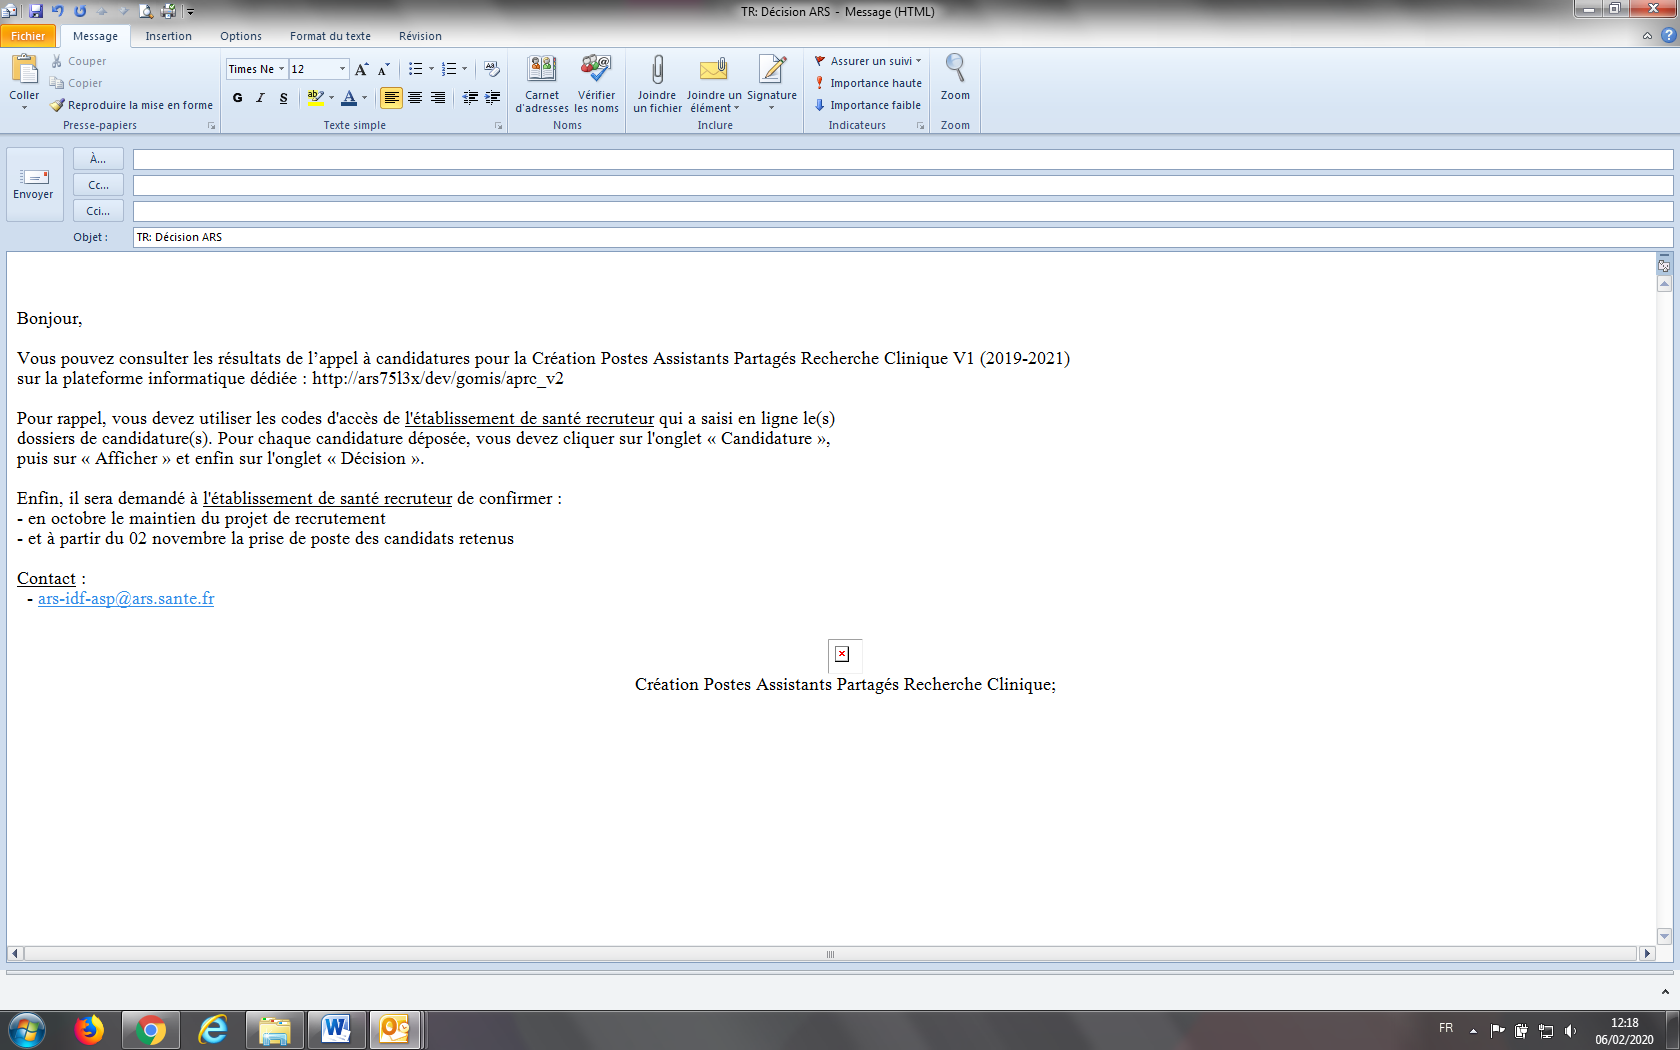 TR: Décision ARS - Message (HTML)
Fichier Message Insertion Options Format du texte Révision
Coller
Couper
Copier
Reproduire la mise en forme
Presse-papiers
Times Ne 12
G I S
Texte simple
Carnet d'adresses
Vérifier les noms
Noms
Joindre un fichier
Joindre un élément
Signature
Inclure
Assurer un suivi
Importance haute
Importance faible
Indicateurs
Zoom
Zoom
Envoyer
À...
Cc...
Cci...
Objet : TR: Décision ARS
Bonjour,
Vous pouvez consulter les résultats de l’appel à candidatures pour la Création Postes Assistants Partagés Recherche Clinique V1 (2019-2021)
sur la plateforme informatique dédiée : http://ars75l3x/dev/gomis/aprc_v2
Pour rappel, vous devez utiliser les codes d'accès de l'établissement de santé recruteur qui a saisi en ligne le(s)
dossiers de candidature(s). Pour chaque candidature déposée, vous devez cliquer sur l'onglet « Candidature »,
puis sur « Afficher » et enfin sur l'onglet « Décision ».
Enfin, il sera demandé à l'établissement de santé recruteur de confirmer :
- en octobre le maintien du projet de recrutement
- et à partir du 02 novembre la prise de poste des candidats retenus
Contact :
- ars-idf-asp@ars.sante.fr
Création Postes Assistants Partagés Recherche Clinique;
FR
12:18
06/02/2020